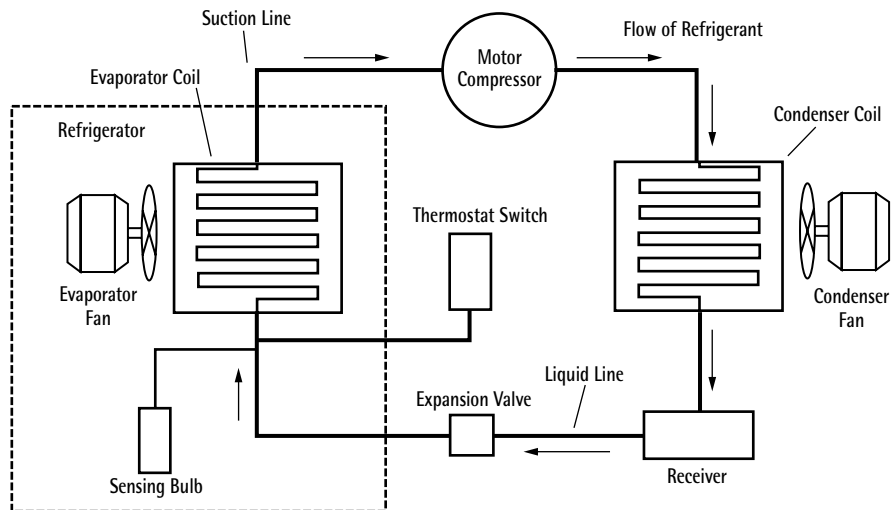 Suction Line
Motor
Compressor
Flow of Refrigerant
Evaporator Coil
Condenser Coil
Refrigerator
Thermostat Switch
Evaporator
Fan
Condenser
Fan
Liquid Line
Expansion Valve
Receiver
Sensing Bulb